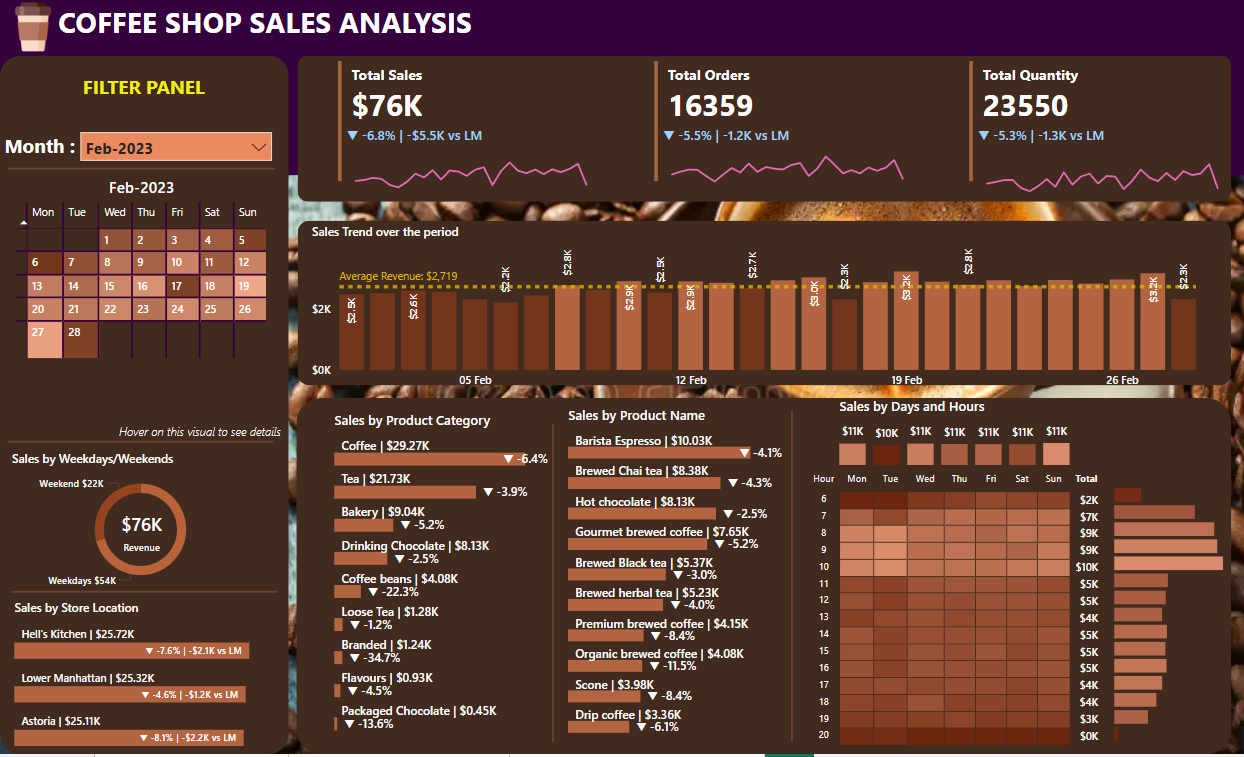 COFFEE SHOP SALES ANALYSIS
FILTER PANEL
Month : Feb-2023
Feb-2023
Mon Tue Wed Thu Fri Sat Sun
1 2 3 4 5
6 7 8 9 10 11 12
13 14 15 16 17 18 19
20 21 22 23 24 25 26
27 28
Hover on this visual to see details
Sales by Weekdays/Weekends
Weekend $22K
$76K
Revenue
Weekdays $54K
Sales by Store Location
Hell's Kitchen | $25.72K
▼ -7.6% | -$2.1K vs LM
Lower Manhattan | $25.32K
▼ -4.6% | -$1.2K vs LM
Astoria | $25.11K
▼ -8.1% | -$2.2K vs LM
Total Sales
$76K
▼ -6.8% | -$5.5K vs LM
Total Orders
16359
▼ -5.5% | -1.2K vs LM
Total Quantity
23550
▼ -5.3% | -1.3K vs LM
Sales Trend over the period
Average Revenue: $2,719
$2K
$0K
$2.5K $2.6K $2.2K $2.8K $2.9K $2.5K $2.9K $2.7K $3.0K $2.3K $3.2K $2.8K $3.2K $2.3K
05 Feb 12 Feb 19 Feb 26 Feb
Sales by Product Category
Coffee | $29.27K
▼ -6.4%
Tea | $21.73K
▼ -3.9%
Bakery | $9.04K
▼ -5.2%
Drinking Chocolate | $8.13K
▼ -2.5%
Coffee beans | $4.08K
▼ -22.3%
Loose Tea | $1.28K
▼ -1.2%
Branded | $1.24K
▼ -34.7%
Flavours | $0.93K
▼ -4.5%
Packaged Chocolate | $0.45K
▼ -13.6%
Sales by Product Name
Barista Espresso | $10.03K
▼ -4.1%
Brewed Chai tea | $8.38K
▼ -4.3%
Hot chocolate | $8.13K
▼ -2.5%
Gourmet brewed coffee | $7.65K
▼ -5.2%
Brewed Black tea | $5.37K
▼ -3.0%
Brewed herbal tea | $5.23K
▼ -4.0%
Premium brewed coffee | $4.15K
▼ -8.4%
Organic brewed coffee | $4.08K
▼ -11.5%
Scone | $3.98K
▼ -8.4%
Drip coffee | $3.36K
▼ -6.1%
Sales by Days and Hours
$11K $10K $11K $11K $11K $11K $11K
Hour Mon Tue Wed Thu Fri Sat Sun Total
6 $2K
7 $7K
8 $9K
9 $9K
10 $10K
11 $5K
12 $5K
13 $4K
14 $5K
15 $5K
16 $5K
17 $4K
18 $4K
19 $3K
20 $0K